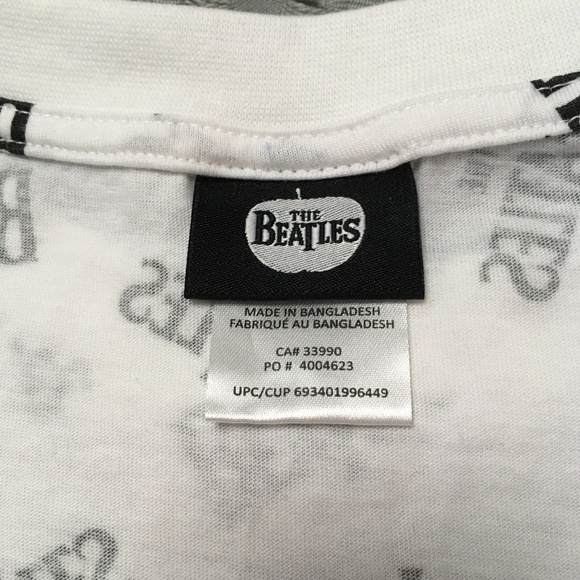 THE
BEATLES
MADE IN BANGLADESH
FABRIQUÉ AU BANGLADESH
CA# 33990
PO # 4004623
UPC/CUP 693401996449